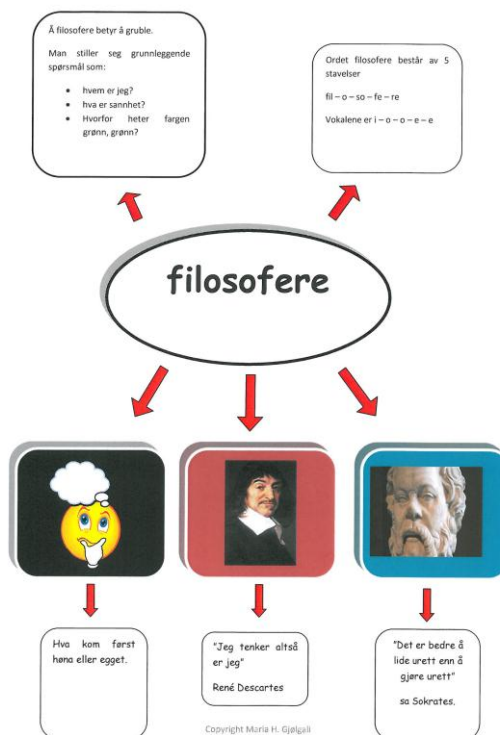 Å filosofere betyr å gruble.
Man stiller seg grunnleggende
spørsmål som:
• hvem er jeg?
• hva er sannhet?
• Hvorfor heter fargen
grønn, grønn?
Ordet filosofere består av 5
stavelser
fil – o – so – fe – re
Vokalene er i – o – o – e – e
filosofere
Hva kom først
høna eller egget.
"Jeg tenker altså
er jeg"
René Descartes
"Det er bedre å
lide urett enn å
gjøre urett"
sa Sokrates.
Copyright Maria H. Gjølgali